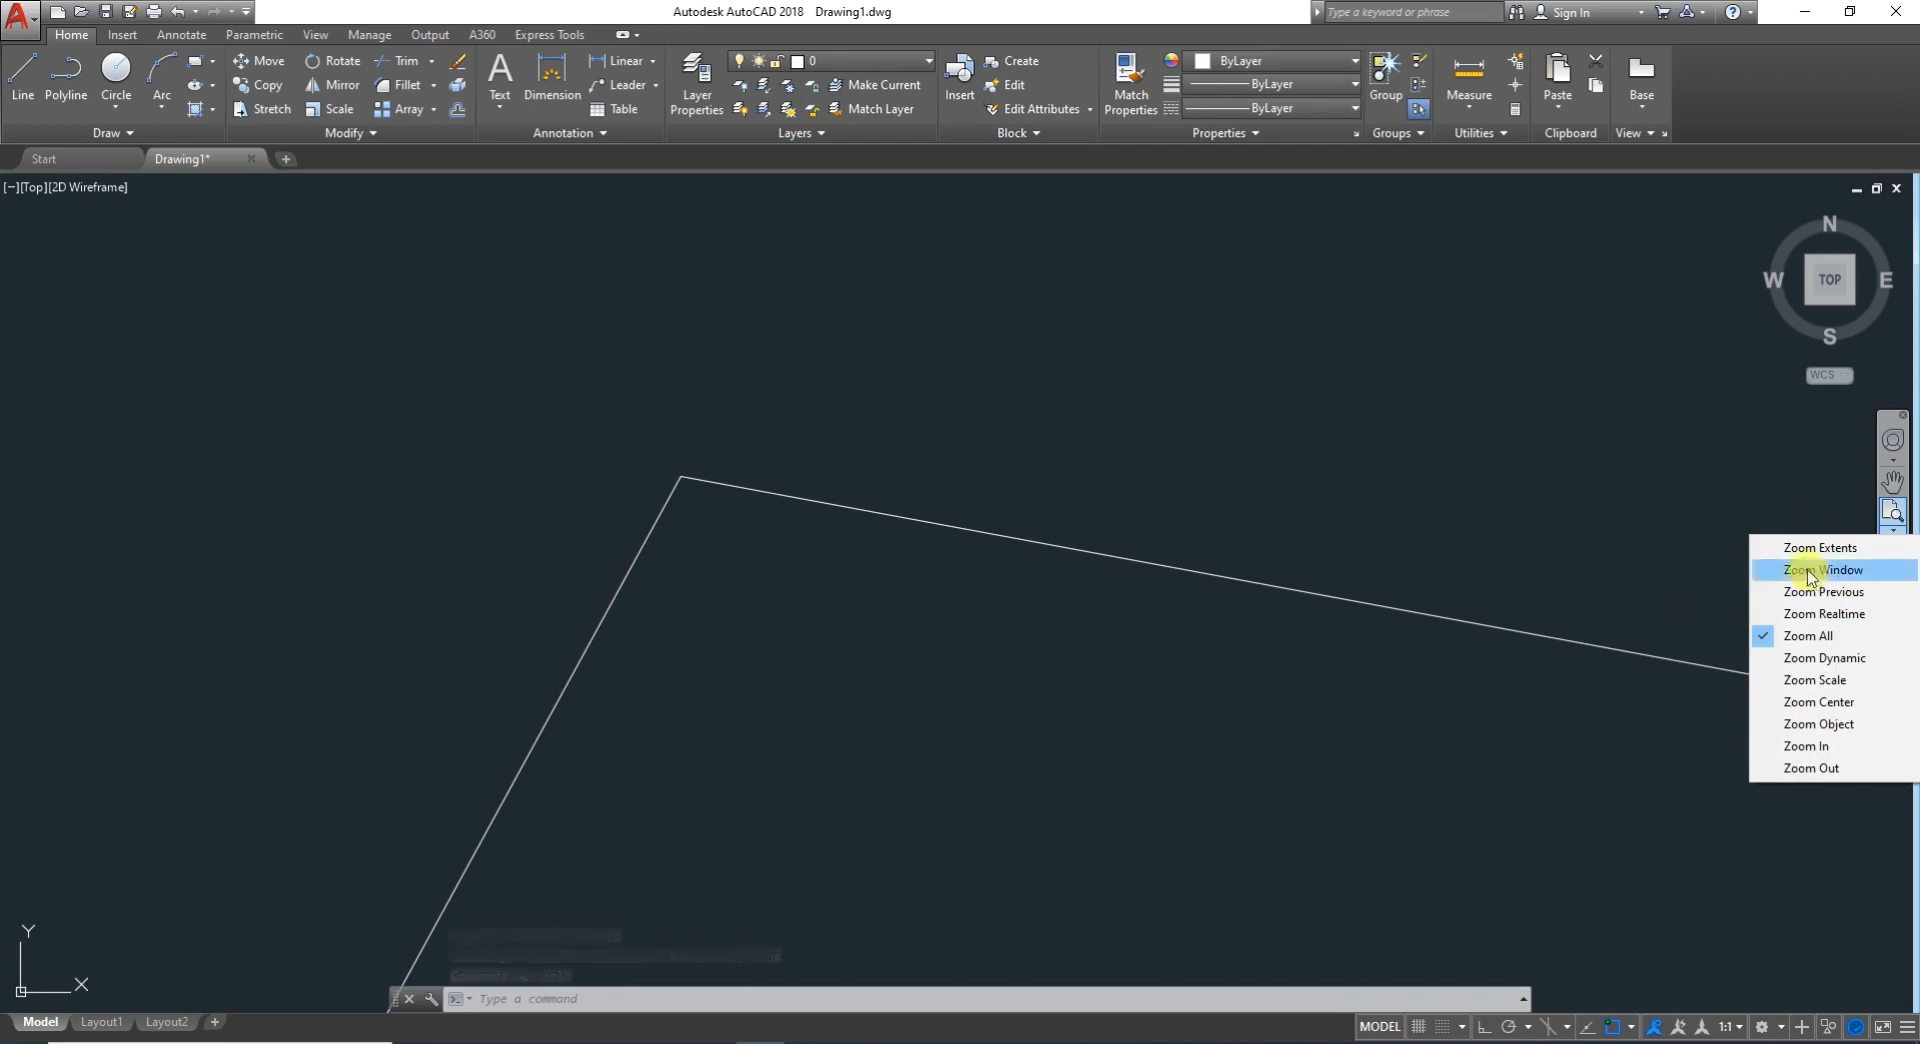 Autodesk AutoCAD 2018 Drawing1.dwg
Type a keyword or phrase
Sign In
Home Insert Annotate Parametric View Manage Output A360 Express Tools
Line Polyline Circle Arc
Move Rotate Trim
Copy Mirror Fillet
Stretch Scale Array
Text Dimension
Linear
Leader
Table
Layer Properties
0
Make Current
Match Layer
Insert
Create
Edit
Edit Attributes
Match Properties
ByLayer
ByLayer
ByLayer
Group
Measure
Paste
Base
Draw Modify Annotation Layers Block Properties Groups Utilities Clipboard View
Start Drawing1*
[−][Top][2D Wireframe]
N
W TOP E
S
WCS
Zoom Extents
Zoom Window
Zoom Previous
Zoom Realtime
Zoom All
Zoom Dynamic
Zoom Scale
Zoom Center
Zoom Object
Zoom In
Zoom Out
Y
X
Type a command
Model Layout1 Layout2
MODEL 1:1